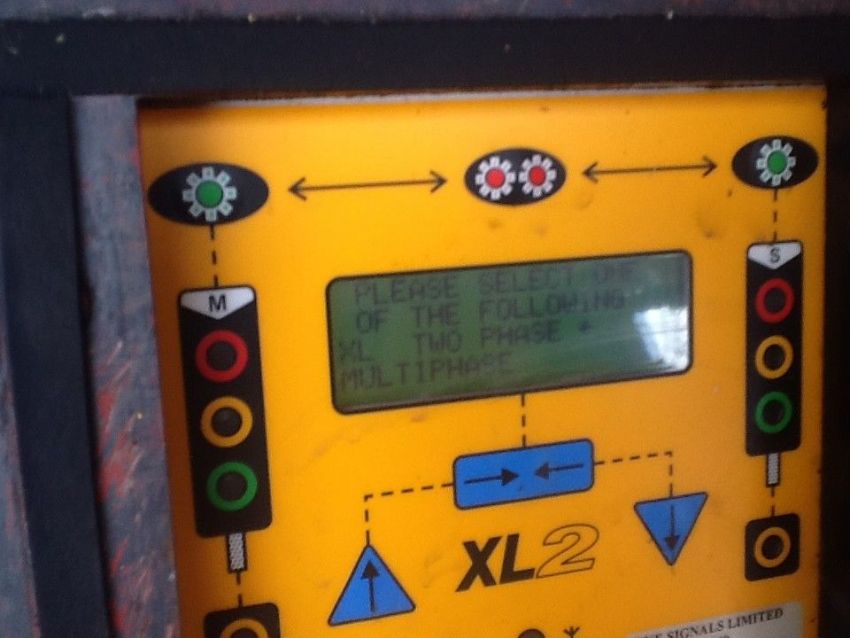 M
S
PLEASE SELECT ONE
OF THE FOLLOWING
XL TWO PHASE *
MULTIPHASE
XL2
SIGNALS LIMITED